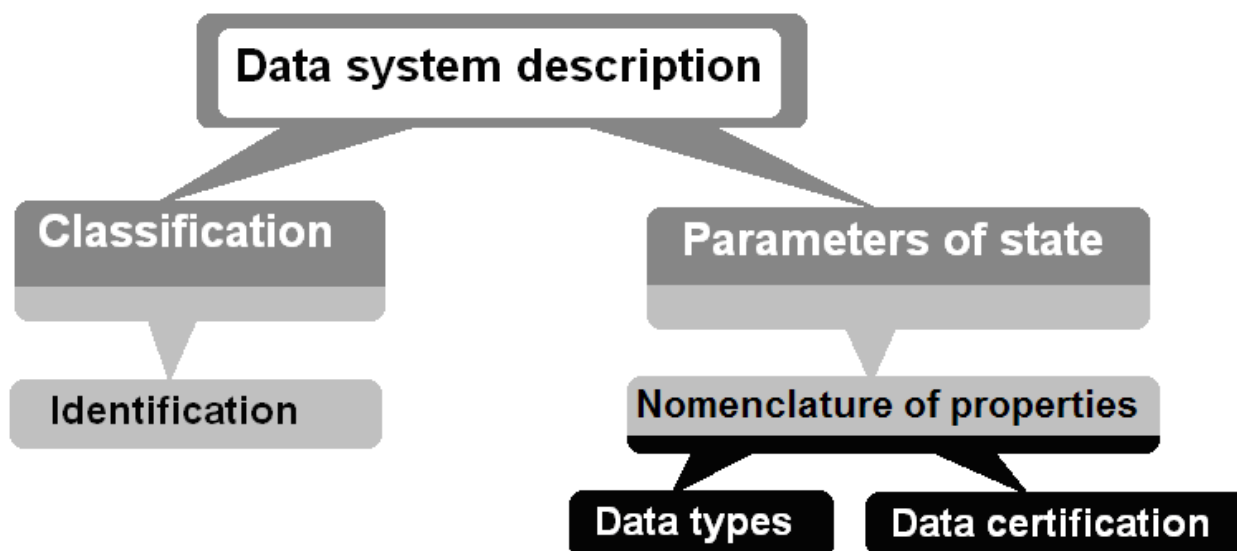 Data system description
Classification
Parameters of state
Identification
Nomenclature of properties
Data types
Data certification